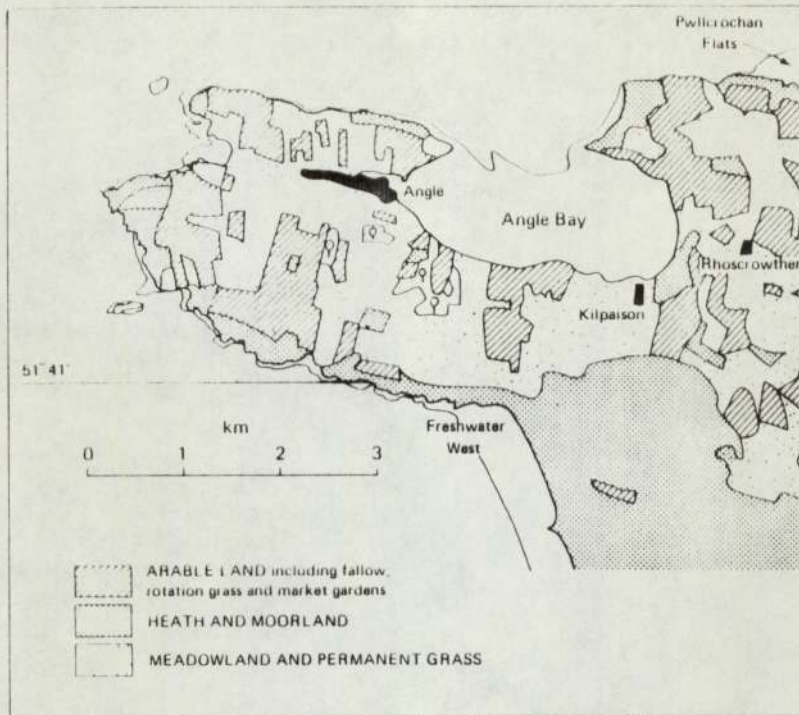 Pwllcrochan
Flats
Angle
Angle Bay
Rhoscrowther
Kilpaison
51°41'
km
Freshwater
West
0 1 2 3
ARABLE LAND including fallow,
rotation grass and market gardens
HEATH AND MOORLAND
MEADOWLAND AND PERMANENT GRASS